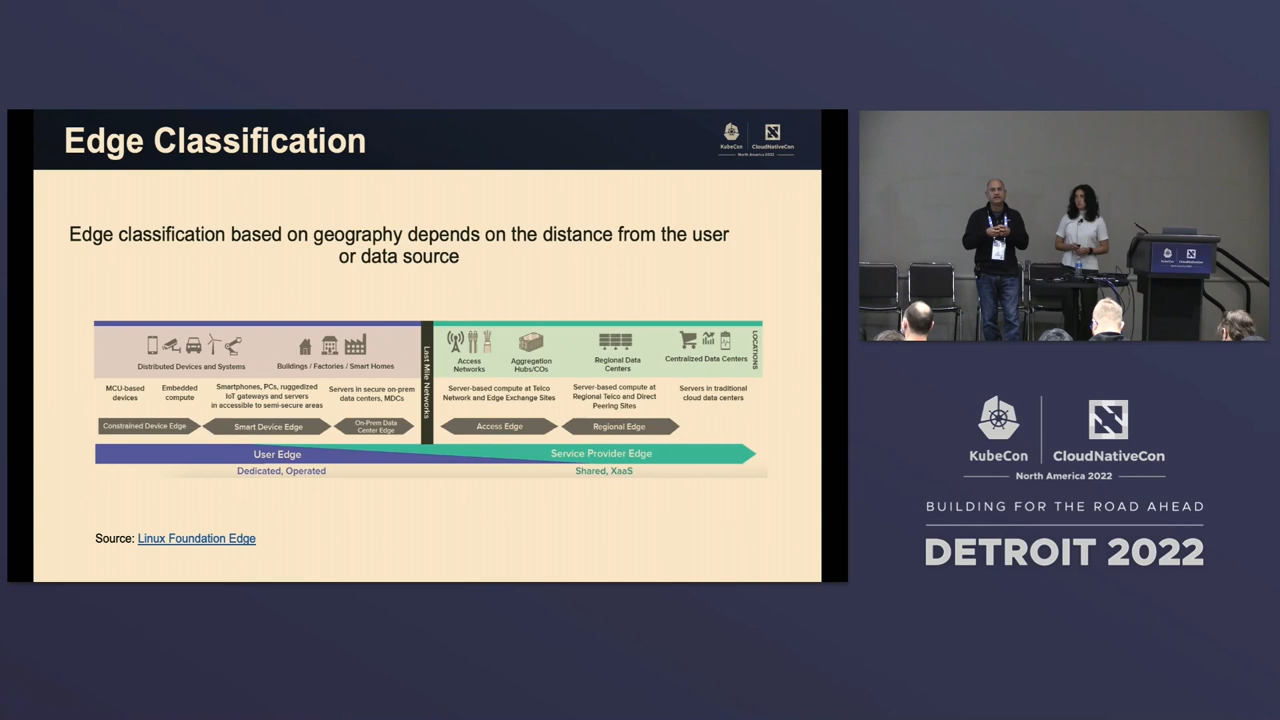 Edge Classification
KubeCon
CloudNativeCon
North America 2022
Edge classification based on geography depends on the distance from the user
or data source
Distributed Devices and Systems
Buildings / Factories / Smart Homes
Last Mile Networks
Access
Networks
Aggregation
Hubs/COs
Regional Data
Centers
Centralized Data Centers
LOCATIONS
MCU-based
devices
Embedded
compute
Smartphones, PCs, ruggedized
IoT gateways and servers
in accessible to semi-secure areas
Servers in secure on-prem
data centers, MDCs
Server-based compute at Telco
Network and Edge Exchange Sites
Server-based compute at
Regional Telco and Direct
Peering Sites
Servers in traditional
cloud data centers
Constrained Device Edge
Smart Device Edge
On-Prem Data
Center Edge
Access Edge
Regional Edge
User Edge
Service Provider Edge
Dedicated, Operated
Shared, XaaS
Source: Linux Foundation Edge
KubeCon
CloudNativeCon
KubeCon
CloudNativeCon
North America 2022
BUILDING FOR THE ROAD AHEAD
DETROIT 2022